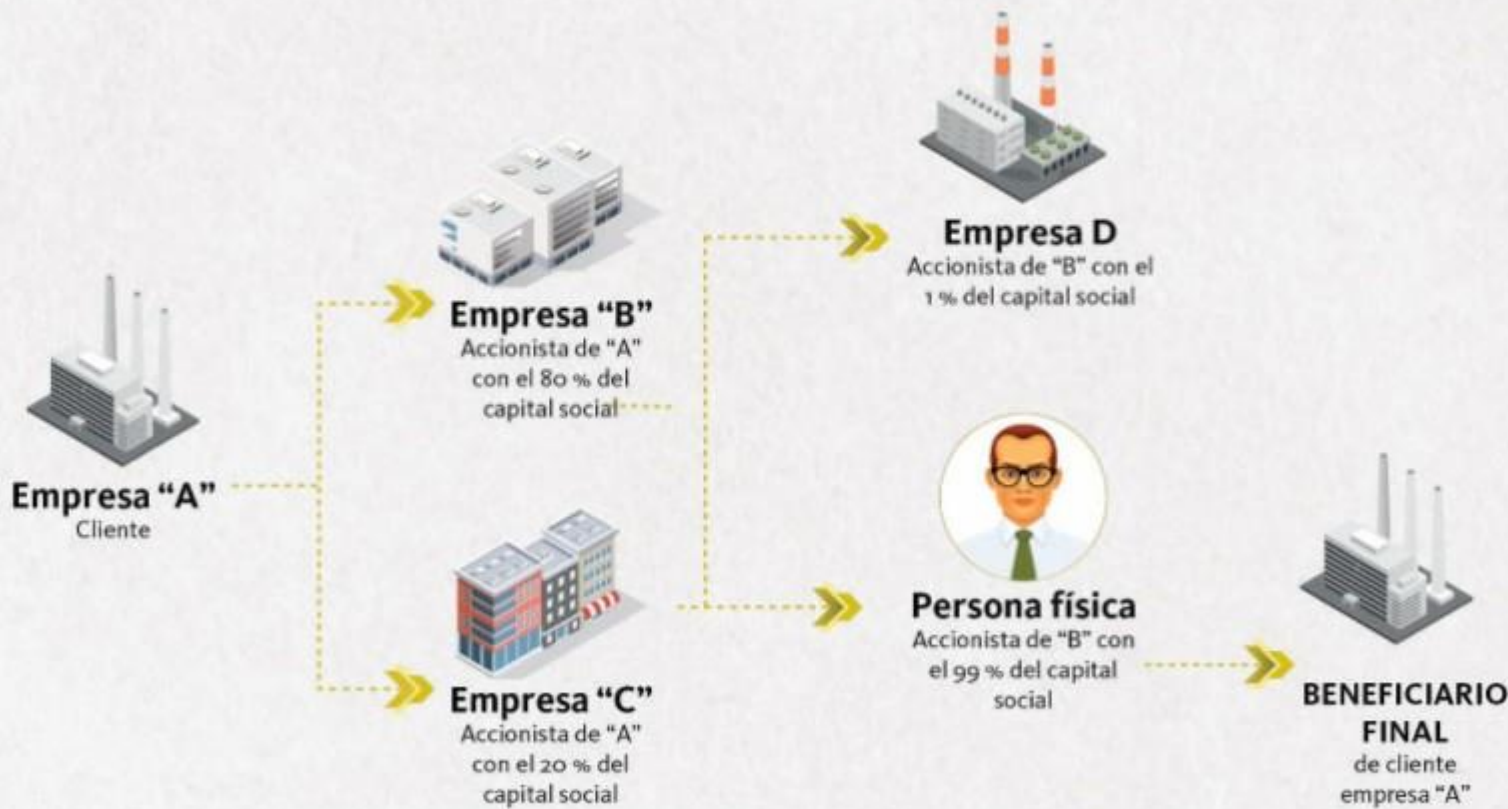 Empresa "A"
Cliente
Empresa “B”
Accionista de “A”
con el 80 % del
capital social
Empresa “C”
Accionista de “A”
con el 20 % del
capital social
Empresa D
Accionista de “B” con el
1 % del capital social
Persona física
Accionista de “B” con
el 99 % del capital
social
BENEFICIARIO
FINAL
de cliente
empresa “A”